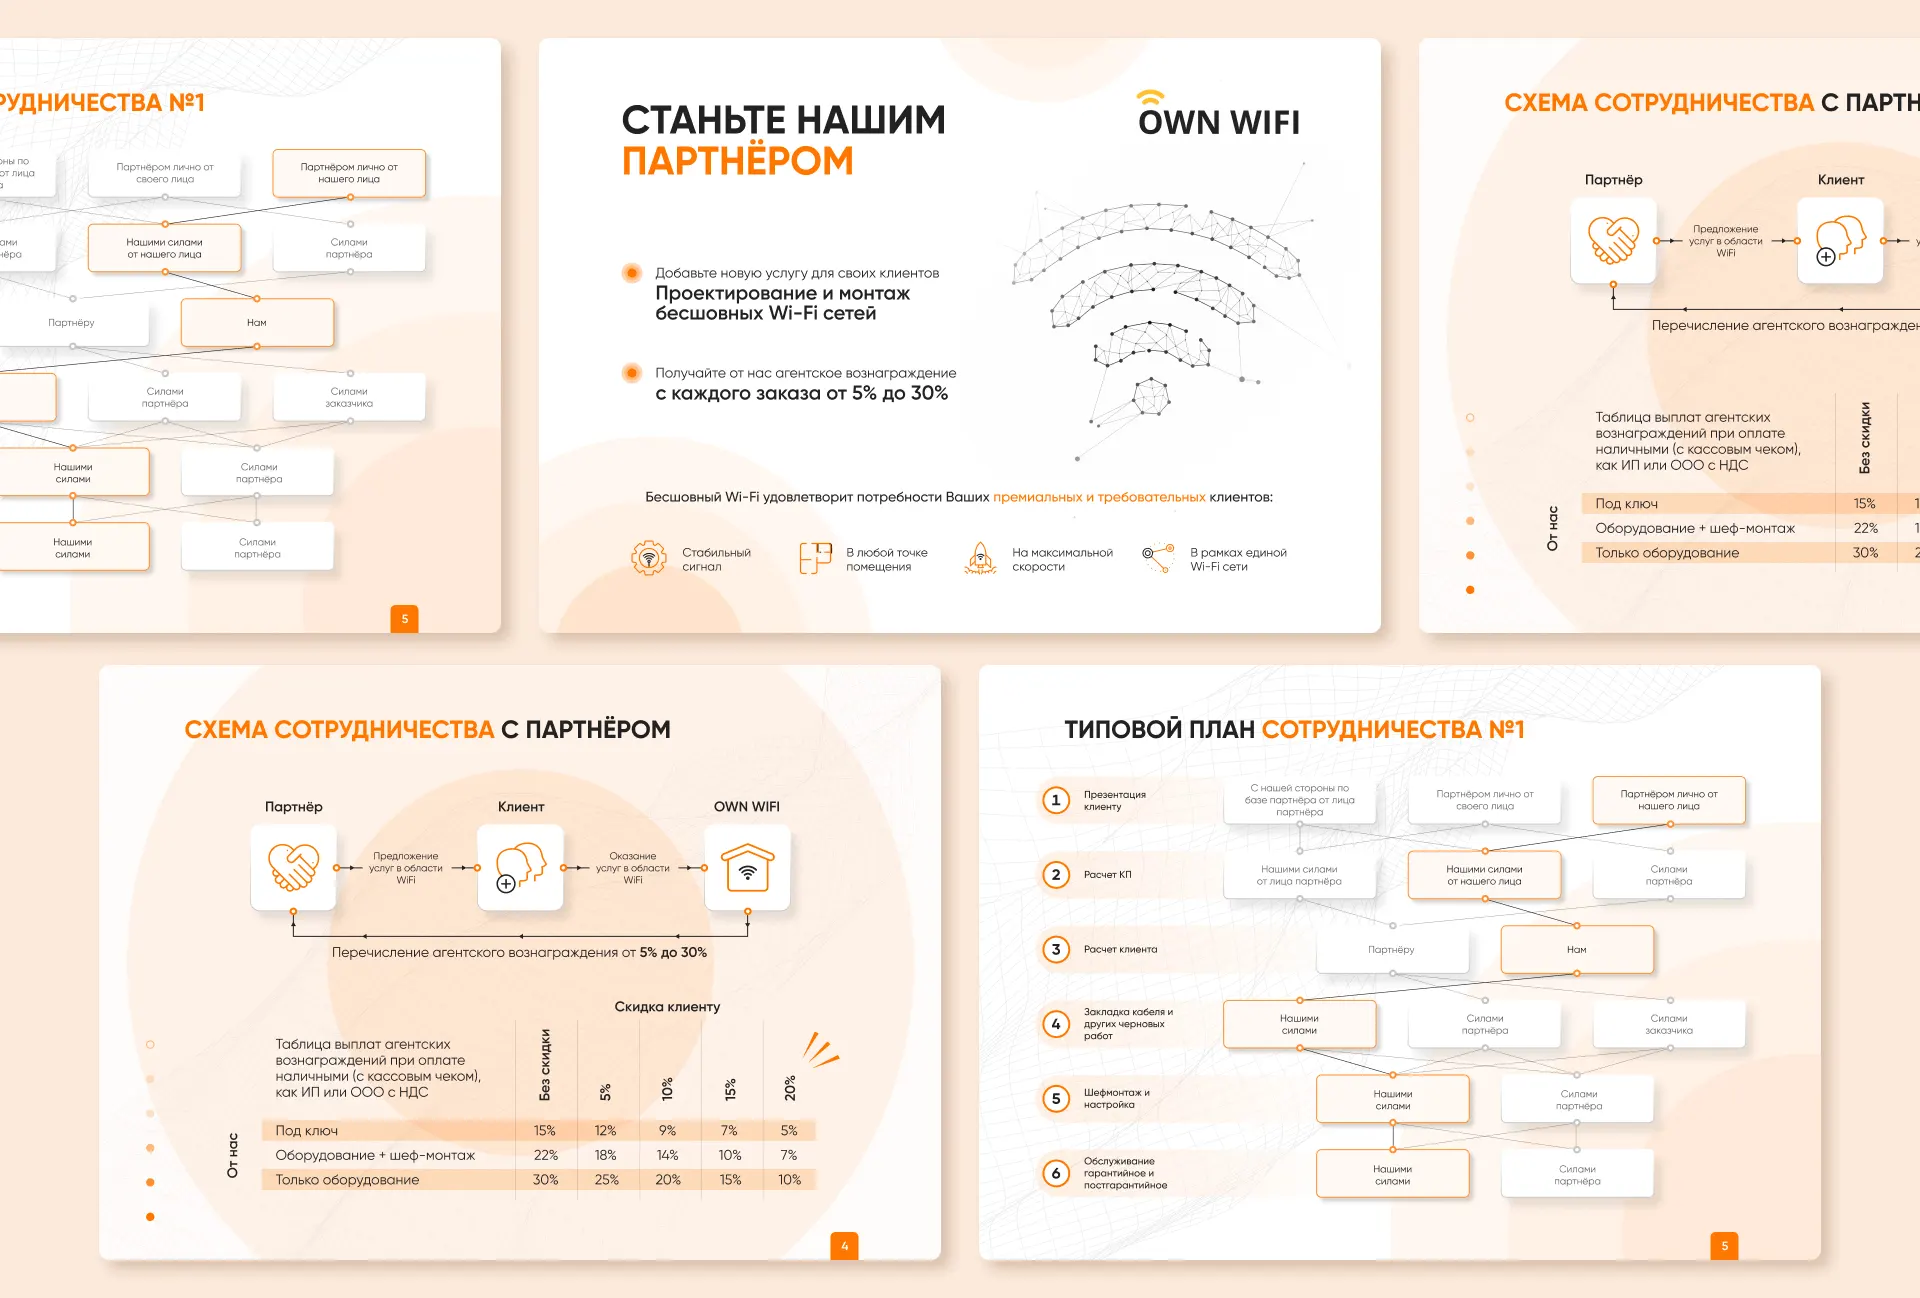 РУДНИЧЕСТВА №1
Партнёром лично от
своего лица
Партнёром лично от
нашего лица
Нашими силами
от нашего лица
Силами
партнёра
Партнёру
Нам
Силами
партнёра
Силами
заказчика
Нашими
силами
Силами
партнёра
Нашими
силами
Силами
партнёра
5
СТАНЬТЕ НАШИМ
ПАРТНЁРОМ
OWN WIFI
Добавьте новую услугу для своих клиентов
Проектирование и монтаж
бесшовных Wi-Fi сетей
Получайте от нас агентское вознаграждение
с каждого заказа от 5% до 30%
Бесшовный Wi-Fi удовлетворит потребности Ваших премиальных и требовательных клиентов:
Стабильный
сигнал
В любой точке
помещения
На максимальной
скорости
В рамках единой
Wi-Fi сети
СХЕМА СОТРУДНИЧЕСТВА С ПАРТН
Партнёр
Клиент
Предложение
услуг в области
WiFi
Перечисление агентского вознагражден
Таблица выплат агентских
вознаграждений при оплате
наличными (с кассовым чеком),
как ИП или ООО с НДС
Без скидки
От нас
Под ключ 15%
Оборудование + шеф-монтаж 22%
Только оборудование 30%
СХЕМА СОТРУДНИЧЕСТВА С ПАРТНЁРОМ
Партнёр
Клиент
OWN WIFI
Предложение
услуг в области
WiFi
Оказание
услуг в области
WiFi
Перечисление агентского вознаграждения от 5% до 30%
Скидка клиенту
Таблица выплат агентских
вознаграждений при оплате
наличными (с кассовым чеком),
как ИП или ООО с НДС
Без скидки 5% 10% 15% 20%
От нас
Под ключ 15% 12% 9% 7% 5%
Оборудование + шеф-монтаж 22% 18% 14% 10% 7%
Только оборудование 30% 25% 20% 15% 10%
4
ТИПОВОЙ ПЛАН СОТРУДНИЧЕСТВА №1
1
Презентация
клиенту
С нашей стороны по
базе партнёра от лица
партнёра
Партнёром лично от
своего лица
Партнёром лично от
нашего лица
2
Расчет КП
Нашими силами
от лица партнёра
Нашими силами
от нашего лица
Силами
партнёра
3
Расчет клиента
Партнёру
Нам
4
Закладка кабеля и
других черновых
работ
Нашими
силами
Силами
партнёра
Силами
заказчика
5
Шефмонтаж и
настройка
Нашими
силами
Силами
партнёра
6
Обслуживание
гарантийное и
постгарантийное
Нашими
силами
Силами
партнёра
5